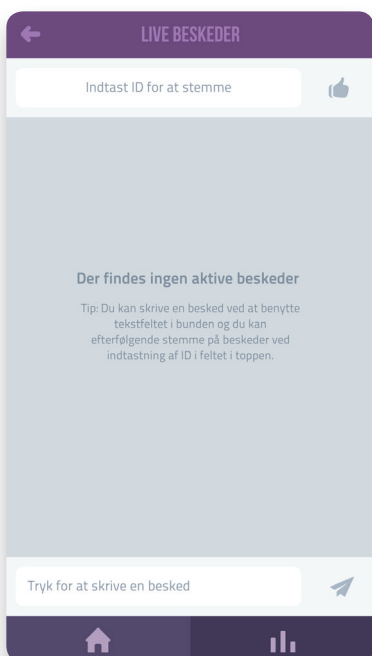 LIVE BESKEDER
Indtast ID for at stemme
Der findes ingen aktive beskeder
Tip: Du kan skrive en besked ved at benytte
tekstfeltet i bunden og du kan
efterfølgende stemme på beskeder ved
indtastning af ID i feltet i toppen.
Tryk for at skrive en besked